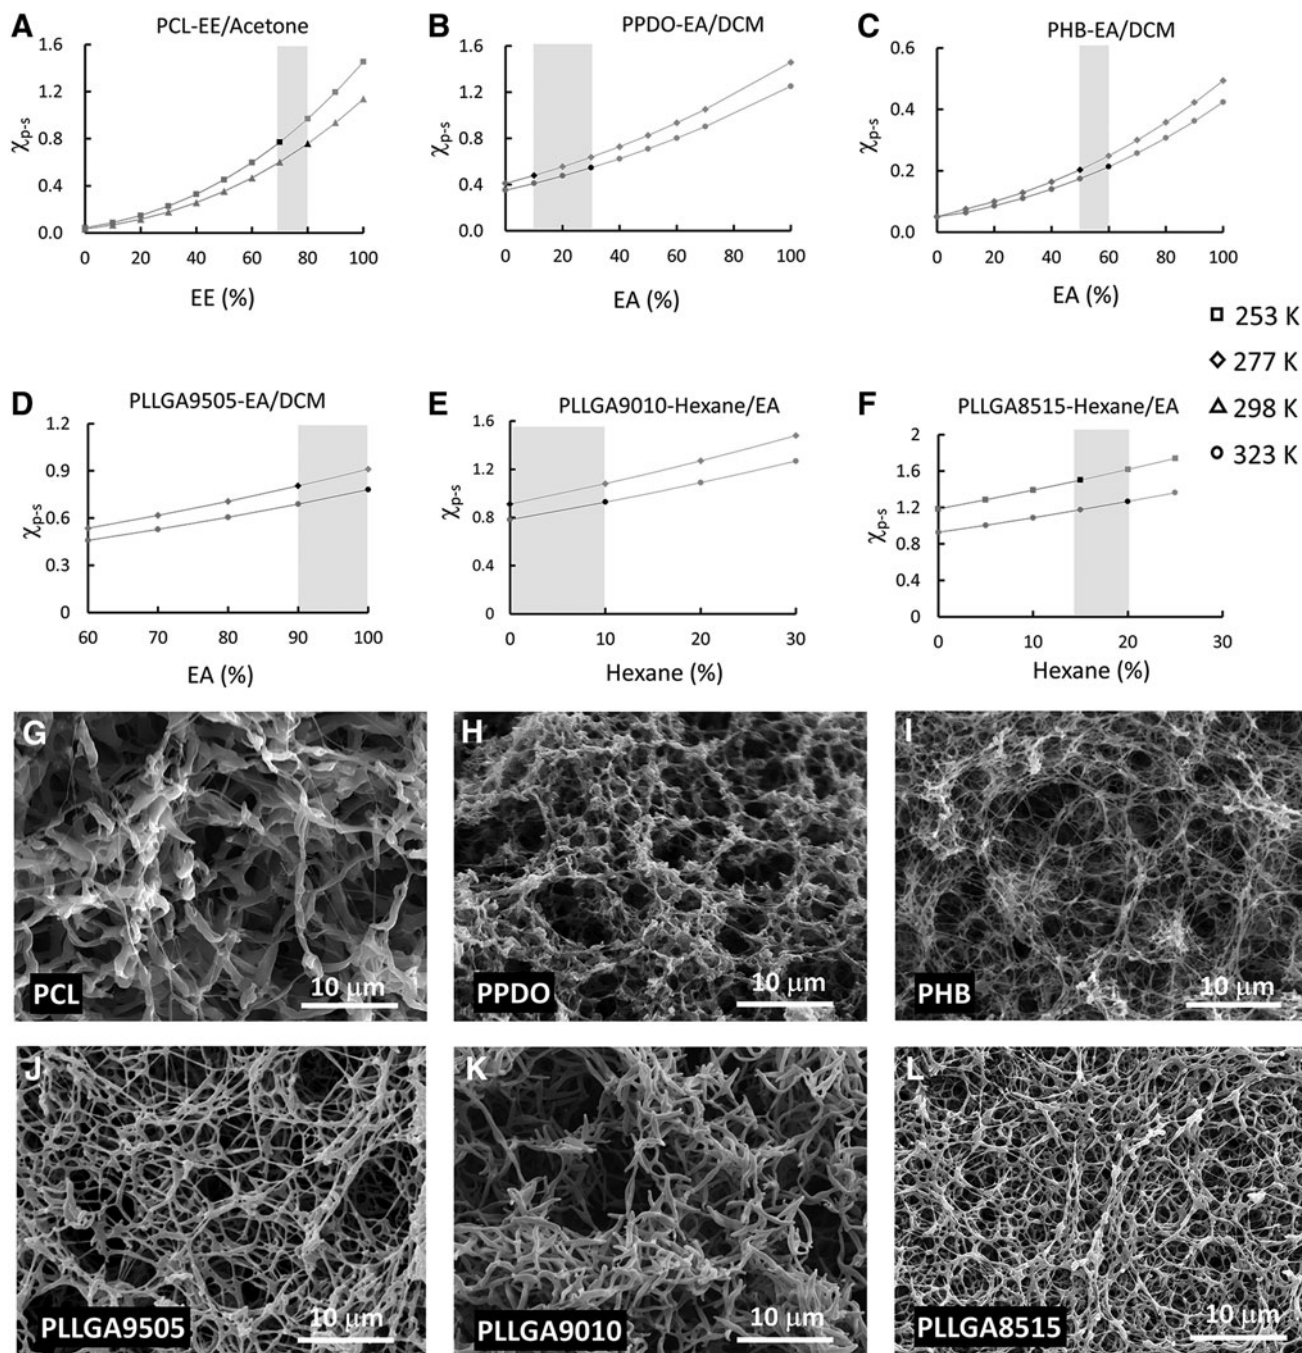 A
PCL-EE/Acetone
1.6
1.2
0.8
0.4
0.0
χp-s
0 20 40 60 80 100
EE (%)
B
PPDO-EA/DCM
1.6
1.2
0.8
0.4
0.0
χp-s
0 20 40 60 80 100
EA (%)
C
PHB-EA/DCM
0.6
0.4
0.2
0.0
χp-s
0 20 40 60 80 100
EA (%)
253 K
277 K
298 K
323 K
D
PLLGA9505-EA/DCM
1.2
0.9
0.6
0.3
0
χp-s
60 70 80 90 100
EA (%)
E
PLLGA9010-Hexane/EA
1.6
1.2
0.8
0.4
0
χp-s
0 10 20 30
Hexane (%)
F
PLLGA8515-Hexane/EA
2
1.6
1.2
0.8
0.4
0
χp-s
0 10 20 30
Hexane (%)
G
PCL
10 μm
H
PPDO
10 μm
I
PHB
10 μm
J
PLLGA9505
10 μm
K
PLLGA9010
10 μm
L
PLLGA8515
10 μm